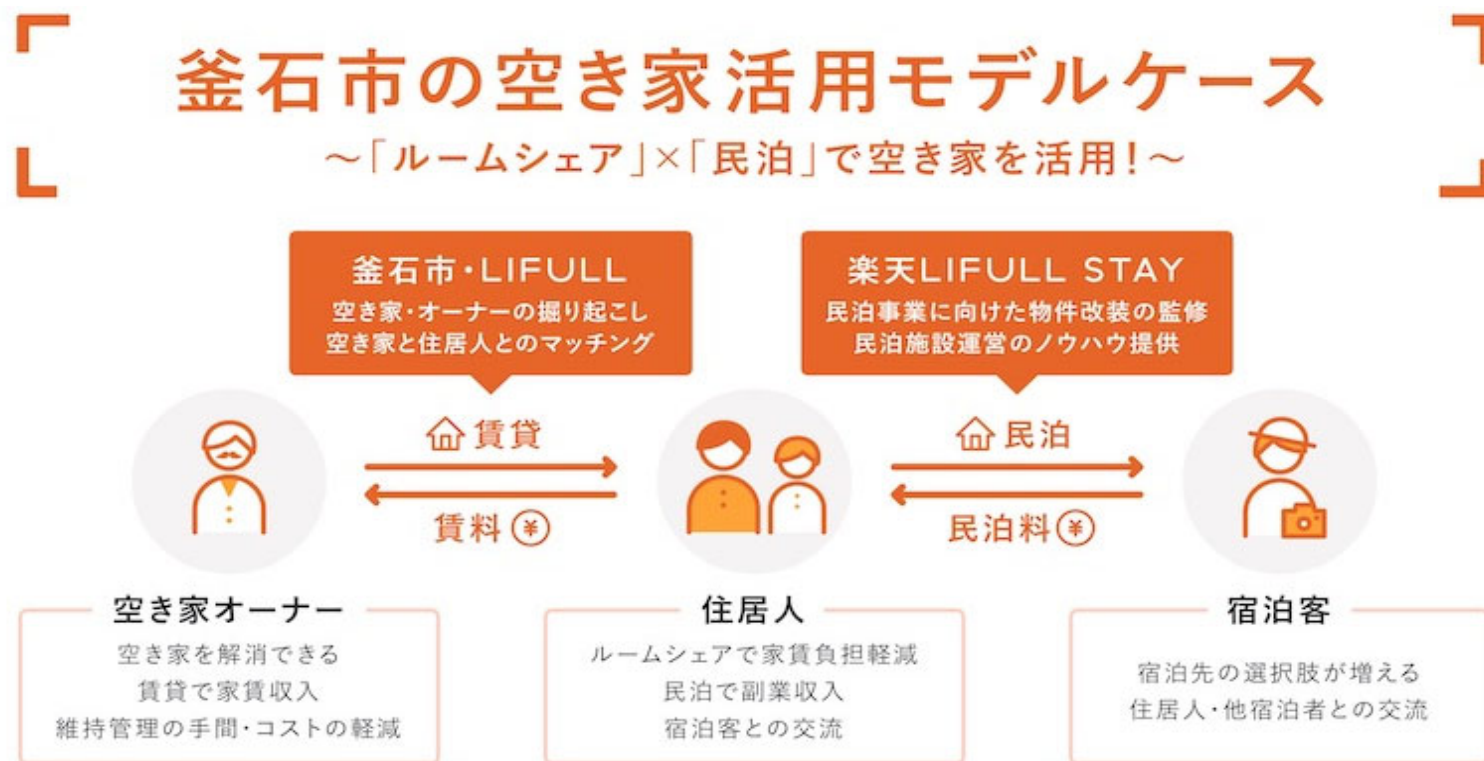 釜石市の空き家活用モデルケース
～「ルームシェア」×「民泊」で空き家を活用！～
釜石市・LIFULL
空き家・オーナーの掘り起こし
空き家と住居人とのマッチング
楽天LIFULL STAY
民泊事業に向けた物件改装の監修
民泊施設運営のノウハウ提供
賃貸
賃料 ¥
民泊
民泊料 ¥
空き家オーナー
空き家を解消できる
賃貸で家賃収入
維持管理の手間・コストの軽減
住居人
ルームシェアで家賃負担軽減
民泊で副業収入
宿泊客との交流
宿泊客
宿泊先の選択肢が増える
住居人・他宿泊者との交流